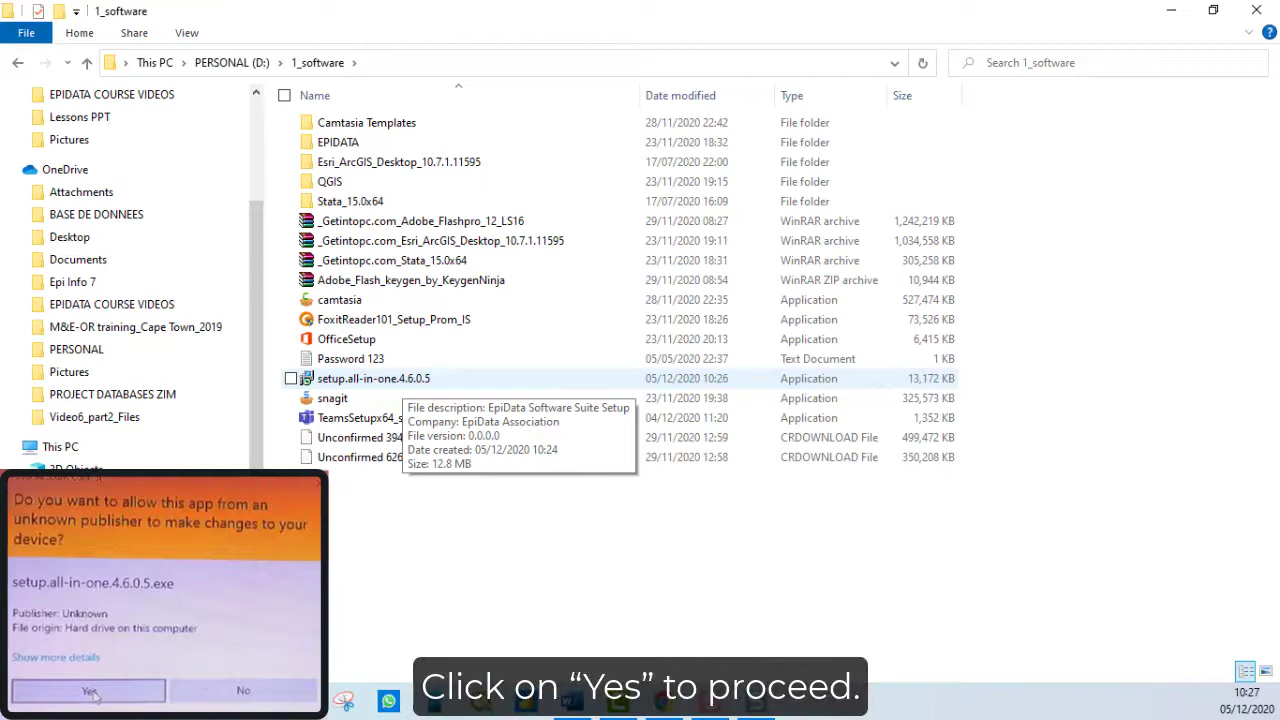 1_software
File
Home
Share
View
This PC
PERSONAL (D:)
1_software
Search 1_software
EPIDATA COURSE VIDEOS
Lessons PPT
Pictures
OneDrive
Attachments
BASE DE DONNEES
Desktop
Documents
Epi Info 7
EPIDATA COURSE VIDEOS
M&E-OR training_Cape Town_2019
PERSONAL
Pictures
PROJECT DATABASES ZIM
Video6_part2_Files
This PC
Name Date modified Type Size
Camtasia Templates 28/11/2020 22:42 File folder
EPIDATA 23/11/2020 18:32 File folder
Esri_ArcGIS_Desktop_10.7.1.11595 17/07/2020 22:00 File folder
QGIS 23/11/2020 19:15 File folder
Stata_15.0x64 17/07/2020 16:09 File folder
_Getintopc.com_Adobe_Flashpro_12_LS16 29/11/2020 08:27 WinRAR archive 1,242,219 KB
_Getintopc.com_Esri_ArcGIS_Desktop_10.7.1.11595 23/11/2020 19:11 WinRAR archive 1,034,558 KB
_Getintopc.com_Stata_15.0x64 23/11/2020 18:31 WinRAR archive 305,258 KB
Adobe_Flash_keygen_by_KeygenNinja 29/11/2020 08:54 WinRAR ZIP archive 10,944 KB
camtasia 28/11/2020 22:35 Application 527,474 KB
FoxitReader101_Setup_Prom_IS 23/11/2020 18:26 Application 73,526 KB
OfficeSetup 23/11/2020 20:13 Application 6,415 KB
Password 123 05/05/2020 22:37 Text Document 1 KB
setup.all-in-one.4.6.0.5 05/12/2020 10:26 Application 13,172 KB
snagit 23/11/2020 19:38 Application 325,573 KB
TeamsSetupx64_s 04/12/2020 11:20 Application 1,352 KB
Unconfirmed 394 29/11/2020 12:59 CRDOWNLOAD File 499,472 KB
Unconfirmed 626 29/11/2020 12:58 CRDOWNLOAD File 350,208 KB
File description: EpiData Software Suite Setup
Company: EpiData Association
File version: 0.0.0.0
Date created: 05/12/2020 10:24
Size: 12.8 MB
Do you want to allow this app from an
unknown publisher to make changes to your
device?
setup.all-in-one.4.6.0.5.exe
Publisher: Unknown
File origin: Hard drive on this computer
Show more details
Yes
No
Click on “Yes” to proceed.
10:27
05/12/2020